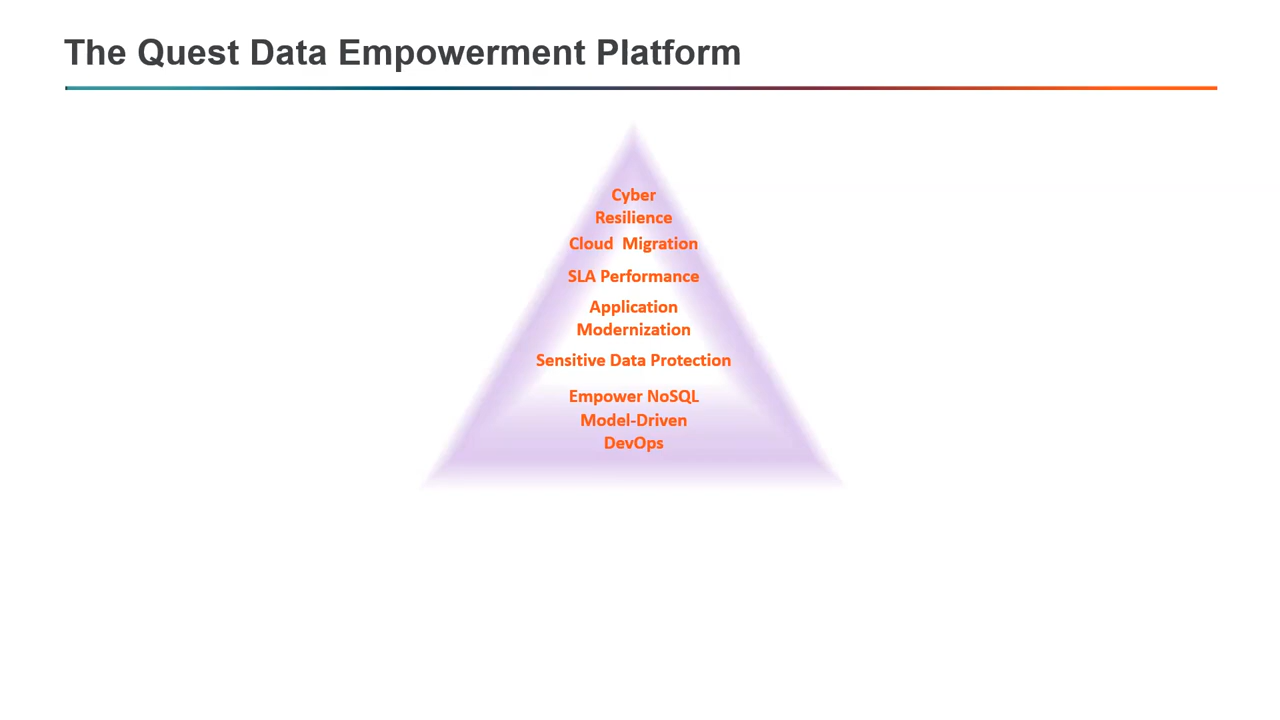 The Quest Data Empowerment Platform
Cyber
Resilience
Cloud  Migration
SLA Performance
Application
Modernization
Sensitive Data Protection
Empower NoSQL
Model-Driven
DevOps